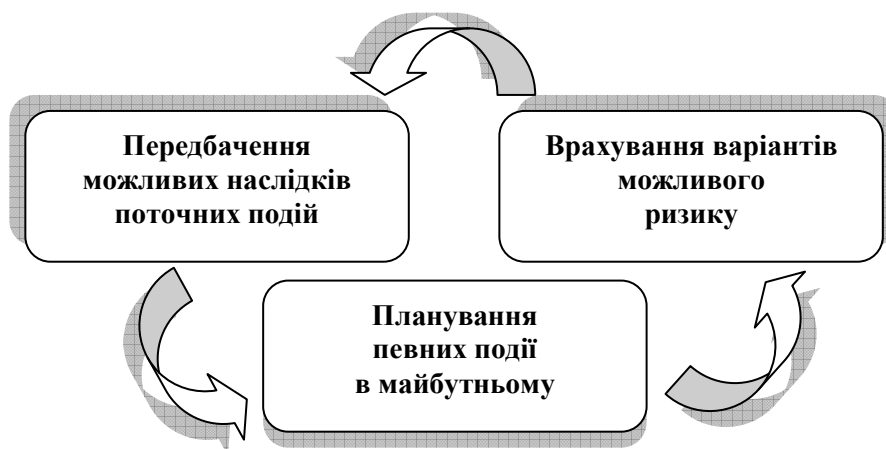 Передбачення
можливих наслідків
поточних подій
Врахування варіантів
можливого
ризику
Планування
певних події
в майбутньому